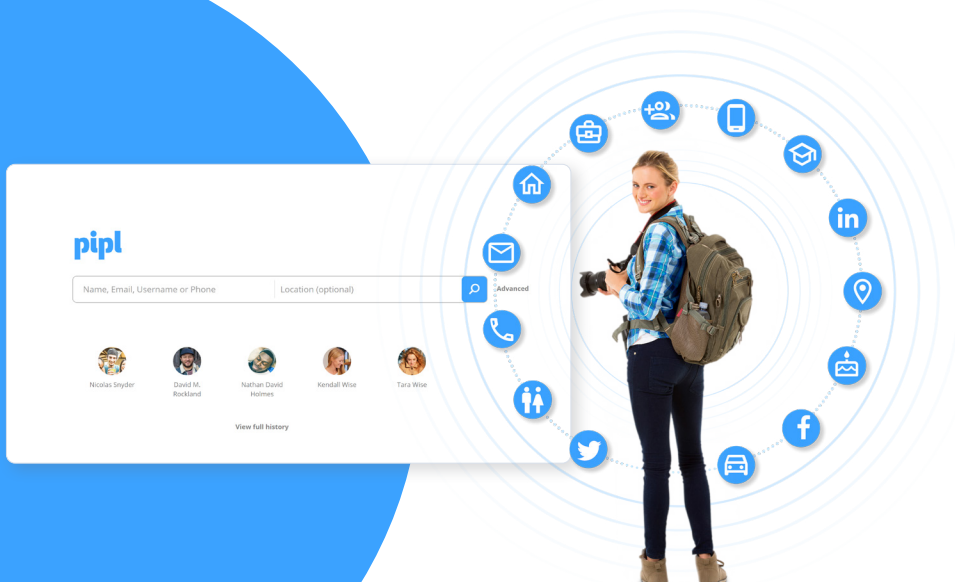 pipl
Name, Email, Username or Phone
Location (optional)
Advanced
Nicolas Snyder
David M.
Rockland
Nathan David
Holmes
Kendall Wise
Tara Wise
View full history
in
f